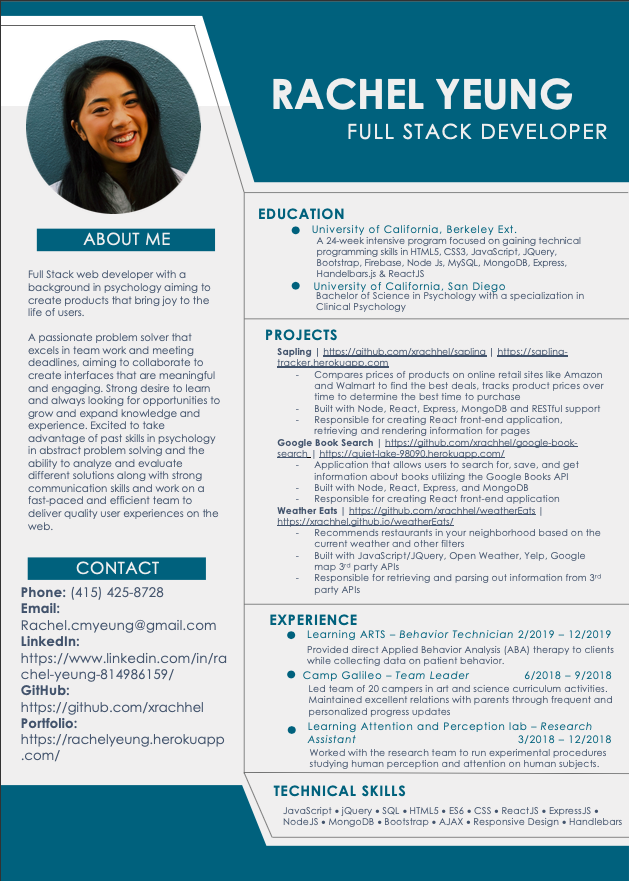 RACHEL YEUNG
FULL STACK DEVELOPER
ABOUT ME
Full Stack web developer with a
background in psychology aiming to
create products that bring joy to the
life of users.
A passionate problem solver that
excels in team work and meeting
deadlines, aiming to collaborate to
create interfaces that are meaningful
and engaging. Strong desire to learn
and always looking for opportunities to
grow and expand knowledge and
experience. Excited to take
advantage of past skills in psychology
in abstract problem solving and the
ability to analyze and evaluate
different solutions along with strong
communication skills and work on a
fast-paced and efficient team to
deliver quality user experiences on the
web.
CONTACT
Phone: (415) 425-8728
Email:
Rachel.cmyeung@gmail.com
LinkedIn:
https://www.linkedin.com/in/ra
chel-yeung-814986159/
GitHub:
https://github.com/xrachhel
Portfolio:
https://rachelyeung.herokuapp
.com/
EDUCATION
● University of California, Berkeley Ext.
A 24-week intensive program focused on gaining technical
programming skills in HTML5, CSS3, JavaScript, JQuery,
Bootstrap, Firebase, Node Js, MySQL, MongoDB, Express,
Handelbars.js & ReactJS
● University of California, San Diego
Bachelor of Science in Psychology with a specialization in
Clinical Psychology
PROJECTS
Sapling | https://github.com/xrachhel/sapling | https://sapling-
tracker.herokuapp.com
- Compares prices of products on online retail sites like Amazon
and Walmart to find the best deals, tracks product prices over
time to determine the best time to purchase
- Built with Node, React, Express, MongoDB and RESTful support
- Responsible for creating React front-end application,
retrieving and rendering information for pages
Google Book Search | https://github.com/xrachhel/google-book-
search | https://quiet-lake-98090.herokuapp.com/
- Application that allows users to search for, save, and get
information about books utilizing the Google Books API
- Built with Node, React, Express, and MongoDB
- Responsible for creating React front-end application
Weather Eats | https://github.com/xrachhel/weatherEats |
https://xrachhel.github.io/weatherEats/
- Recommends restaurants in your neighborhood based on the
current weather and other filters
- Built with JavaScript/JQuery, Open Weather, Yelp, Google
map 3rd party APIs
- Responsible for retrieving and parsing out information from 3rd
party APIs
EXPERIENCE
● Learning ARTS – Behavior Technician 2/2019 – 12/2019
Provided direct Applied Behavior Analysis (ABA) therapy to clients
while collecting data on patient behavior.
● Camp Galileo – Team Leader 6/2018 – 9/2018
Led team of 20 campers in art and science curriculum activities.
Maintained excellent relations with parents through frequent and
personalized progress updates
● Learning Attention and Perception lab – Research
Assistant 3/2018 – 12/2018
Worked with the research team to run experimental procedures
studying human perception and attention on human subjects.
TECHNICAL SKILLS
JavaScript • jQuery • SQL • HTML5 • ES6 • CSS • ReactJS • ExpressJS •
NodeJS • MongoDB • Bootstrap • AJAX • Responsive Design • Handlebars